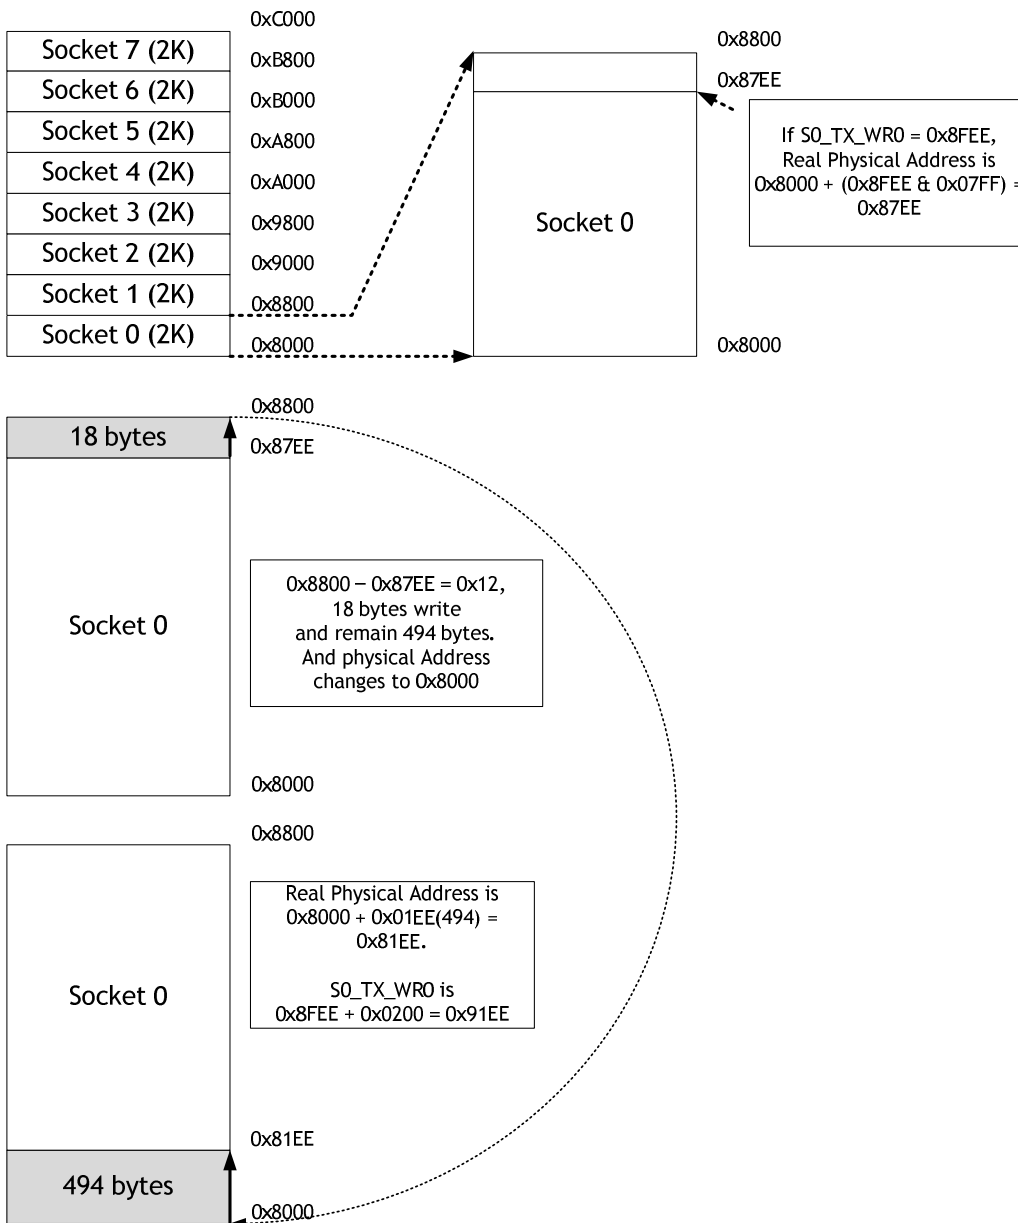 0xC000
Socket 7 (2K)
0xB800
Socket 6 (2K)
0xB000
Socket 5 (2K)
0xA800
Socket 4 (2K)
0xA000
Socket 3 (2K)
0x9800
Socket 2 (2K)
0x9000
Socket 1 (2K)
0x8800
Socket 0 (2K)
0x8000
0x8800
0x87EE
Socket 0
0x8000
If S0_TX_WR0 = 0x8FEE,
Real Physical Address is
0x8000 + (0x8FEE & 0x07FF) =
0x87EE
0x8800
18 bytes
0x87EE
Socket 0
0x8800 – 0x87EE = 0x12,
18 bytes write
and remain 494 bytes.
And physical Address
changes to 0x8000
0x8000
0x8800
Real Physical Address is
0x8000 + 0x01EE(494) =
0x81EE.
S0_TX_WR0 is
0x8FEE + 0x0200 = 0x91EE
Socket 0
0x81EE
494 bytes
0x8000